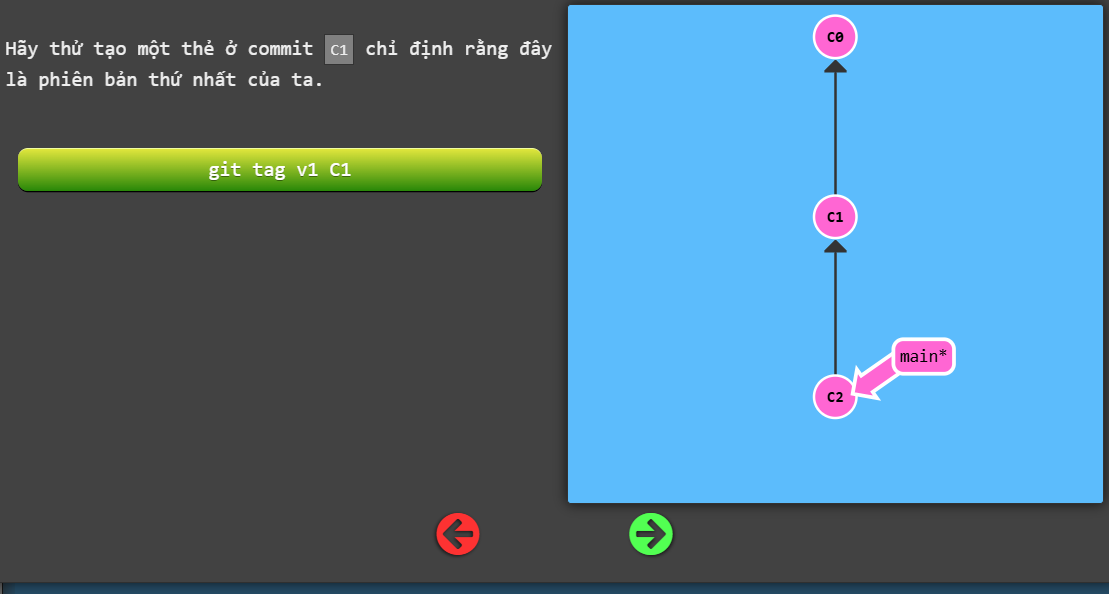 Hãy thử tạo một thẻ ở commit C1 chỉ định rằng đây
là phiên bản thứ nhất của ta.
git tag v1 C1
C0
C1
main*
C2